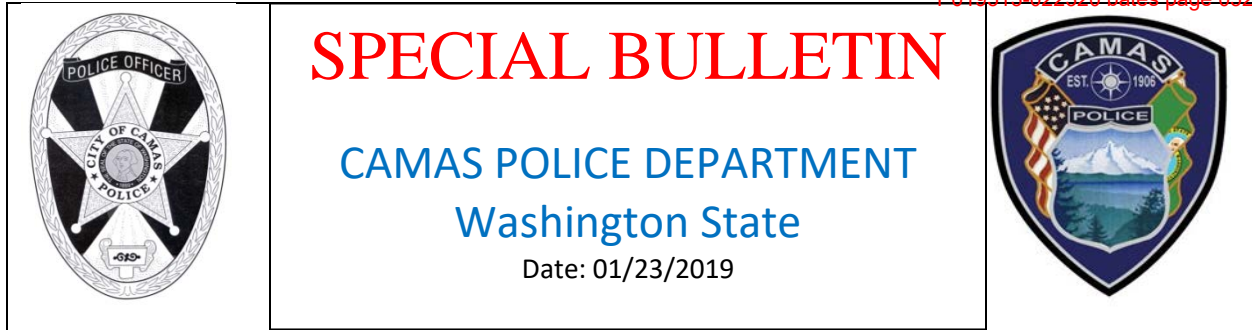 SPECIAL BULLETIN
CAMAS POLICE DEPARTMENT
Washington State
Date: 01/23/2019
POLICE OFFICER
CITY OF CAMAS
POLICE
CAMAS
EST. 1906
POLICE